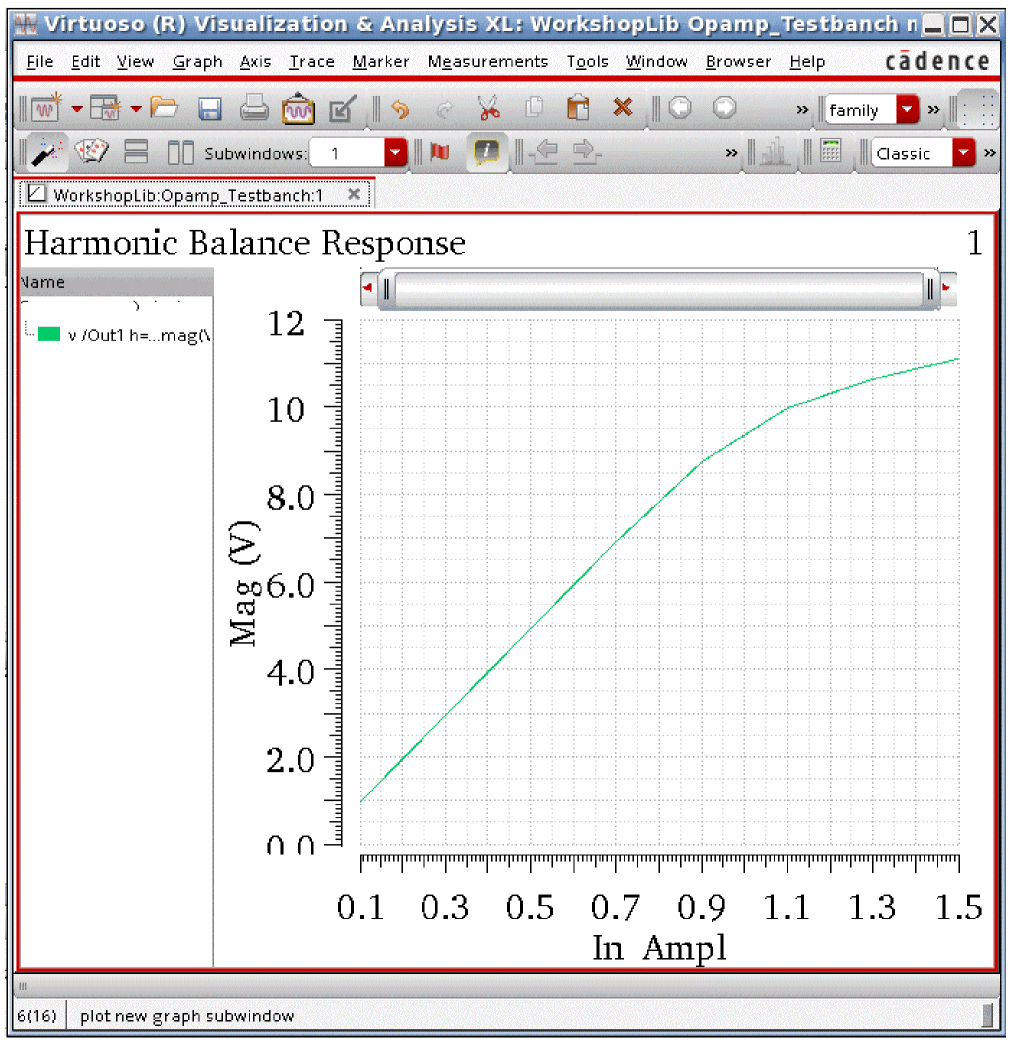 Virtuoso (R) Visualization & Analysis XL: WorkshopLib Opamp_Testbanch
File Edit View Graph Axis Trace Marker Measurements Tools Window Browser Help cādence
» family »
Subwindows: 1 » Classic »
WorkshopLib:Opamp_Testbanch:1
Harmonic Balance Response 1
Name
v /Out1 h=...mag(\
12
10
8.0
6.0
4.0
2.0
0.0
Mag (V)
0.1 0.3 0.5 0.7 0.9 1.1 1.3 1.5
In Ampl
6(16) plot new graph subwindow